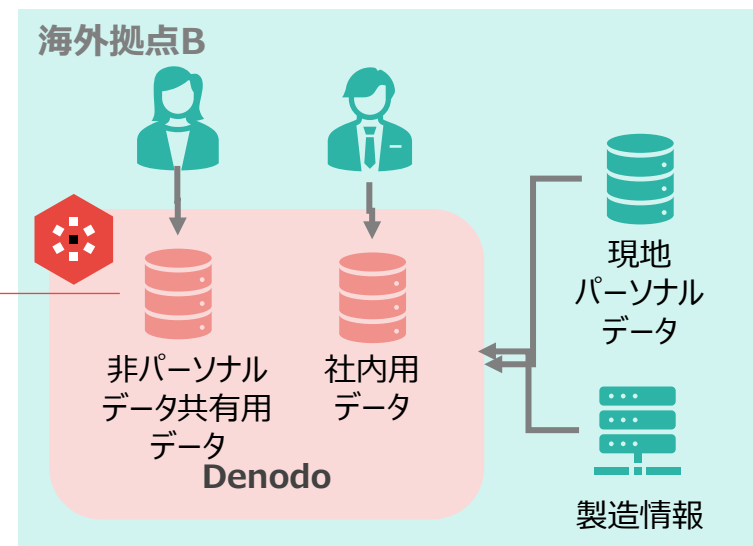 海外拠点B
現地
パーソナル
データ
非パーソナル
データ共有用
データ
社内用
データ
Denodo
製造情報